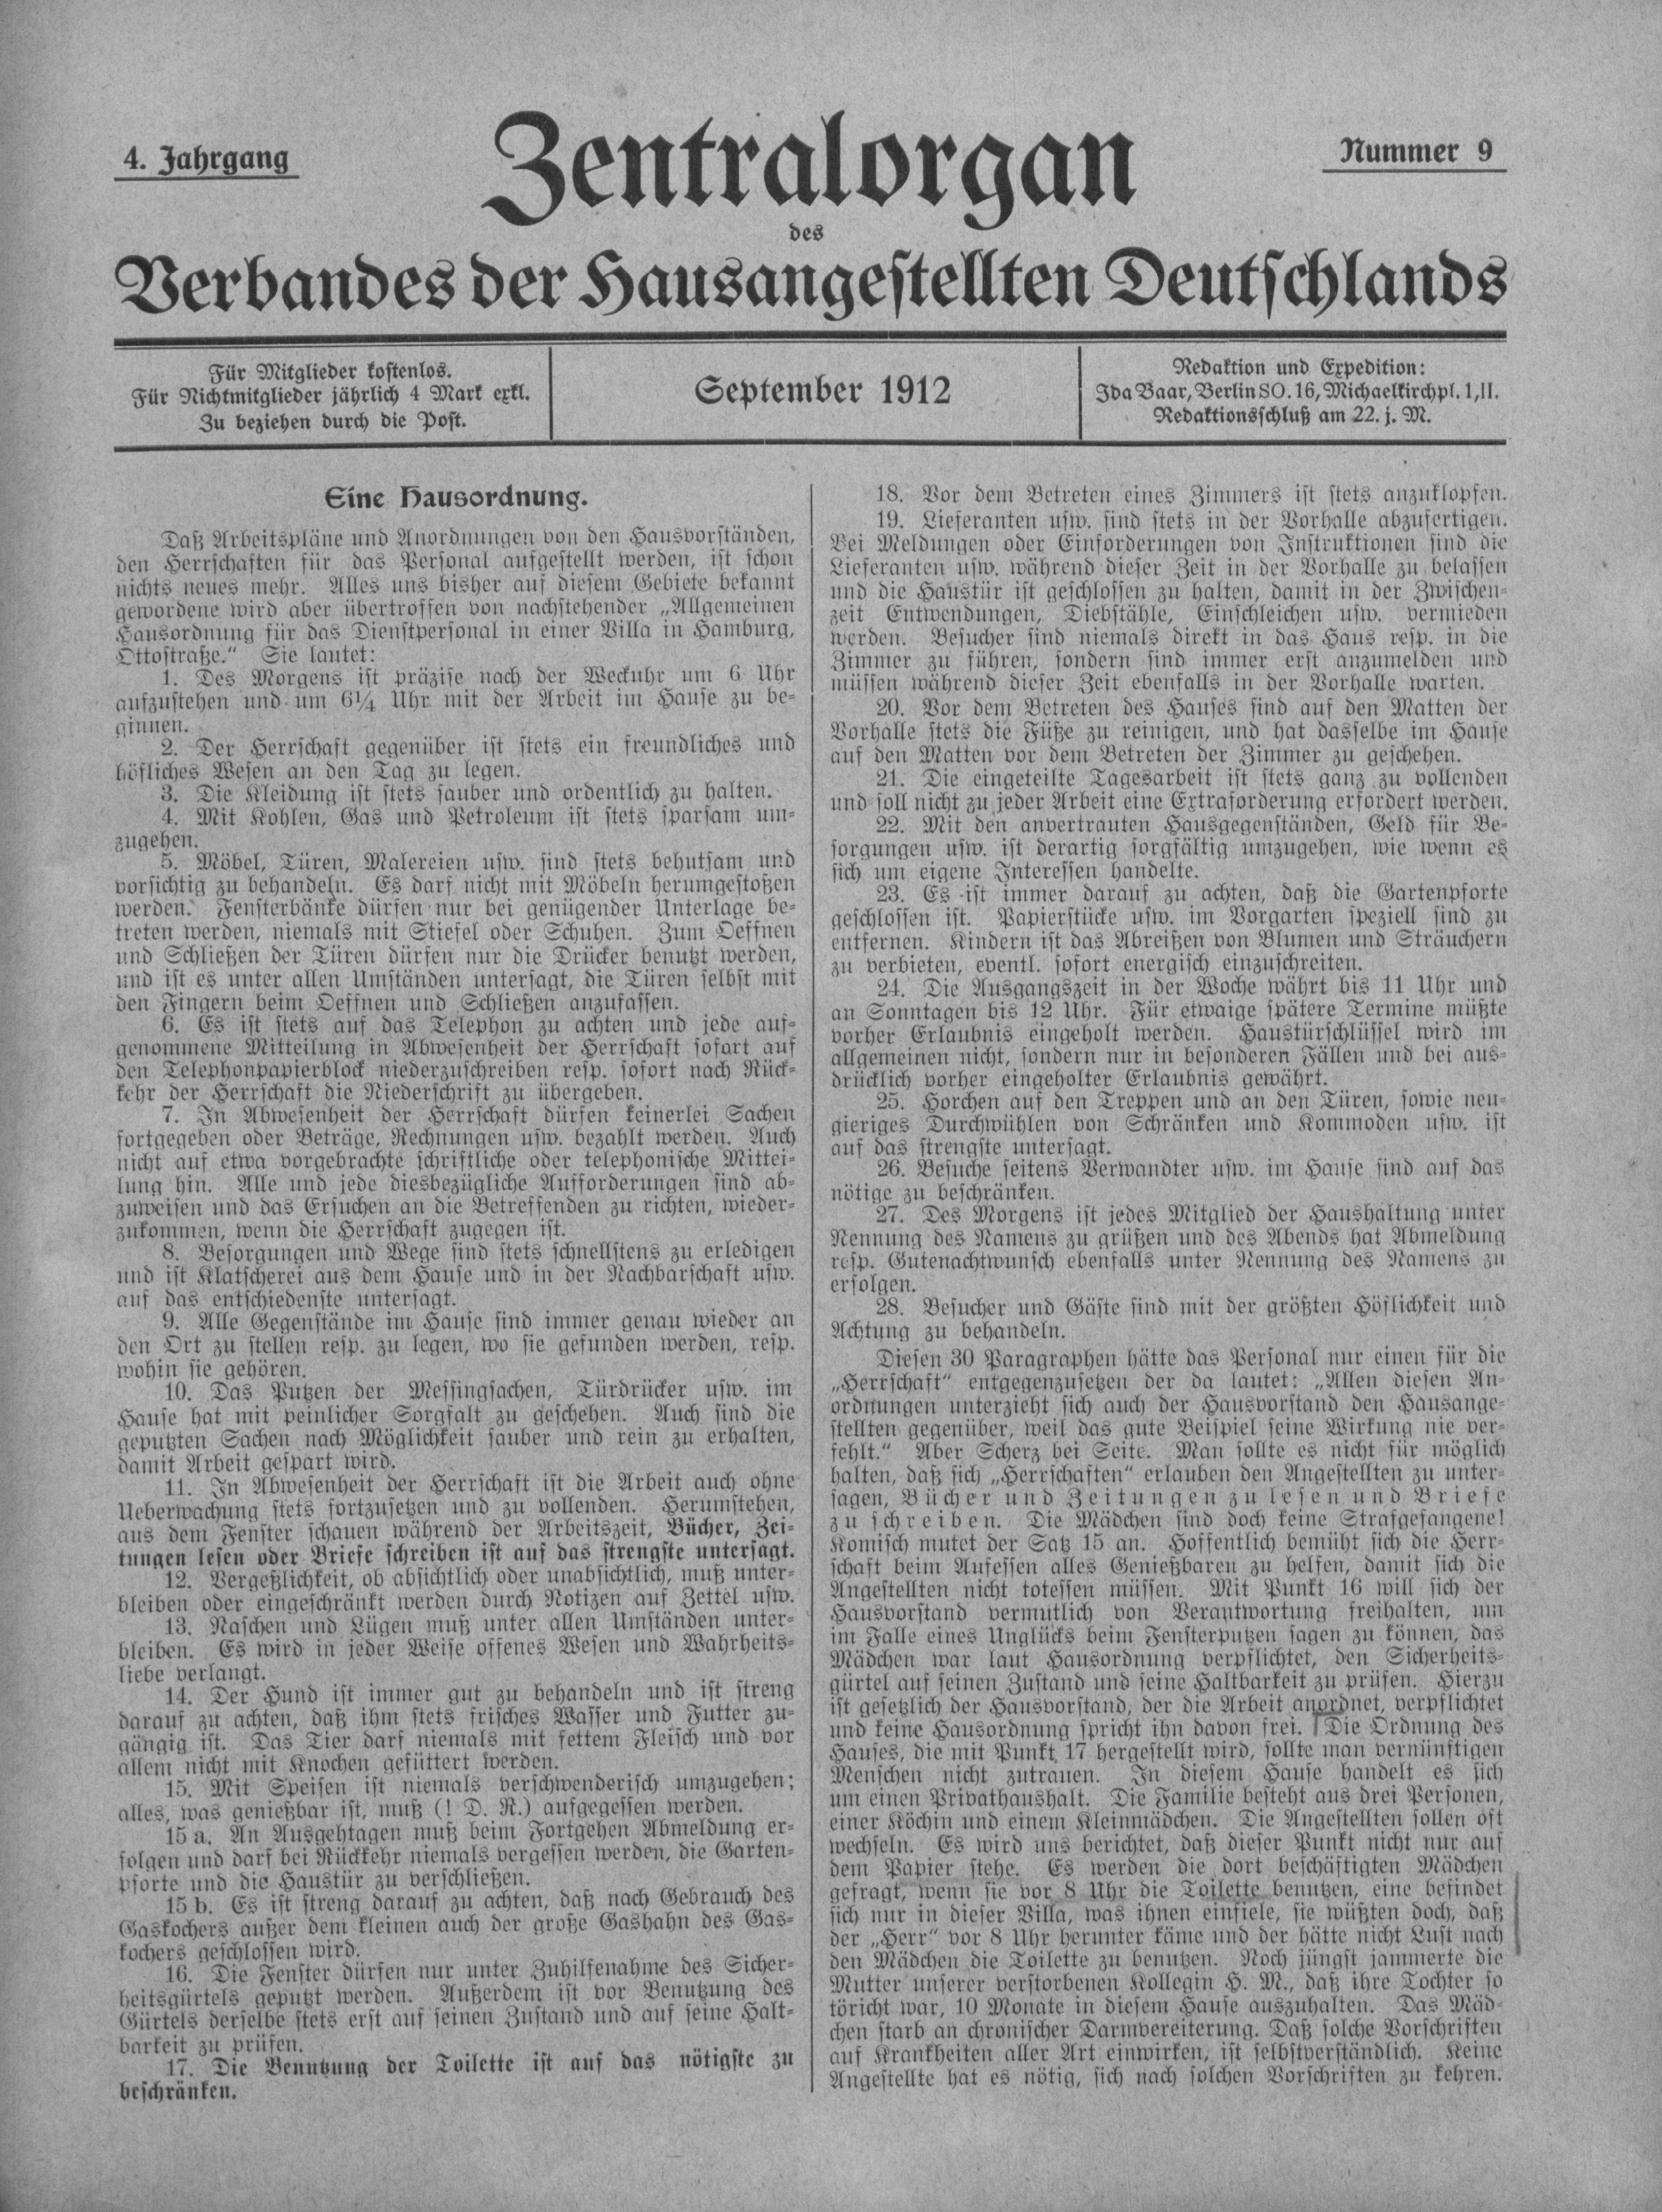 4. Jahrgang
Zentralorgan
Nummer 9
des
Verbandes der Hausangestellten Deutschlands
Für Mitglieder kostenlos.
Für Nichtmitglieder jährlich 4 Mark exkl.
Zu beziehen durch die Post.
September 1912
Redaktion und Expedition:
Ida Baar, Berlin SO. 16, Michaelkirchpl. 1, II.
Redaktionsschluß am 22. j. M.
Eine Hausordnung.
Daß Arbeitspläne und Anordnungen von den Hausvorständen,
den Herrschaften für das Personal aufgestellt werden, ist schon
nichts neues mehr. Alles uns bisher auf diesem Gebiete bekannt
gewordene wird aber übertroffen von nachstehender „Allgemeinen
Hausordnung für das Dienstpersonal in einer Villa in Hamburg,
Ottostraße.“ Sie lautet:
1. Des Morgens ist präzise nach der Weckuhr um 6 Uhr
aufzustehen und um 6¼ Uhr mit der Arbeit im Hause zu be-
ginnen.
2. Der Herrschaft gegenüber ist stets ein freundliches und
höfliches Wesen an den Tag zu legen.
3. Die Kleidung ist stets sauber und ordentlich zu halten.
4. Mit Kohlen, Gas und Petroleum ist stets sparsam um-
zugehen.
5. Möbel, Türen, Malereien usw. sind stets behutsam und
vorsichtig zu behandeln. Es darf nicht mit Möbeln herumgestoßen
werden. Fensterbänke dürfen nur bei genügender Unterlage be-
treten werden, niemals mit Stiefel oder Schuhen. Zum Oeffnen
und Schließen der Türen dürfen nur die Drücker benutzt werden,
und ist es unter allen Umständen untersagt, die Türen selbst mit
den Fingern beim Oeffnen und Schließen anzufassen.
6. Es ist stets auf das Telephon zu achten und jede auf-
genommene Mitteilung in Abwesenheit der Herrschaft sofort auf
den Telephonpapierblock niederzuschreiben resp. sofort nach Rück-
kehr der Herrschaft die Niederschrift zu übergeben.
7. In Abwesenheit der Herrschaft dürfen keinerlei Sachen
fortgegeben oder Beträge, Rechnungen usw. bezahlt werden. Auch
nicht auf etwa vorgebrachte schriftliche oder telephonische Mittei-
lung hin. Alle und jede diesbezügliche Aufforderungen sind ab-
zuweisen und das Ersuchen an die Betreffenden zu richten, wieder-
zukommen, wenn die Herrschaft zugegen ist.
8. Besorgungen und Wege sind stets schnellstens zu erledigen
und ist Klatscherei aus dem Hause und in der Nachbarschaft usw.
auf das entschiedenste untersagt.
9. Alle Gegenstände im Hause sind immer genau wieder an
den Ort zu stellen resp. zu legen, wo sie gefunden werden, resp.
wohin sie gehören.
10. Das Putzen der Messingsachen, Türdrücker usw. im
Hause hat mit peinlicher Sorgfalt zu geschehen. Auch sind die
geputzten Sachen nach Möglichkeit sauber und rein zu erhalten,
damit Arbeit gespart wird.
11. In Abwesenheit der Herrschaft ist die Arbeit auch ohne
Ueberwachung stets fortzusetzen und zu vollenden. Herumstehen,
aus dem Fenster schauen während der Arbeitszeit, Bücher, Zei-
tungen lesen oder Briefe schreiben ist auf das strengste untersagt.
12. Vergeßlichkeit, ob absichtlich oder unabsichtlich, muß unter-
bleiben oder eingeschränkt werden durch Notizen auf Zettel usw.
13. Naschen und Lügen muß unter allen Umständen unter-
bleiben. Es wird in jeder Weise offenes Wesen und Wahrheits-
liebe verlangt.
14. Der Hund ist immer gut zu behandeln und ist streng
darauf zu achten, daß ihm stets frisches Wasser und Futter zu-
gängig ist. Das Tier darf niemals mit fettem Fleisch und vor
allem nicht mit Knochen gefüttert werden.
15. Mit Speisen ist niemals verschwenderisch umzugehen;
alles, was genießbar ist, muß (! D. R.) aufgegessen werden.
15 a. An Ausgehtagen muß beim Fortgehen Abmeldung er-
folgen und darf bei Rückkehr niemals vergessen werden, die Garten-
pforte und die Haustür zu verschließen.
15 b. Es ist streng darauf zu achten, daß nach Gebrauch des
Gaskochers außer dem kleinen auch der große Gashahn des Gas-
kochers geschlossen wird.
16. Die Fenster dürfen nur unter Zuhilfenahme des Sicher-
heitsgürtels geputzt werden. Außerdem ist vor Benutzung des
Gürtels derselbe stets erst auf seinen Zustand und auf seine Halt-
barkeit zu prüfen.
17. Die Benutzung der Toilette ist auf das nötigste zu
beschränken.
18. Vor dem Betreten eines Zimmers ist stets anzuklopfen.
19. Lieferanten usw. sind stets in der Vorhalle abzufertigen.
Bei Meldungen oder Einforderungen von Instruktionen sind die
Lieferanten usw. während dieser Zeit in der Vorhalle zu belassen
und die Haustür ist geschlossen zu halten, damit in der Zwischen-
zeit Entwendungen, Diebstähle, Einschleichen usw. vermieden
werden. Besucher sind niemals direkt in das Haus resp. in die
Zimmer zu führen, sondern sind immer erst anzumelden und
müssen während dieser Zeit ebenfalls in der Vorhalle warten.
20. Vor dem Betreten des Hauses sind auf den Matten der
Vorhalle stets die Füße zu reinigen, und hat dasselbe im Hause
auf den Matten vor dem Betreten der Zimmer zu geschehen.
21. Die eingeteilte Tagesarbeit ist stets ganz zu vollenden
und soll nicht zu jeder Arbeit eine Extraforderung erfordert werden.
22. Mit den anvertrauten Hausgegenständen, Geld für Be-
sorgungen usw. ist derartig sorgfältig umzugehen, wie wenn es
sich um eigene Interessen handelte.
23. Es ist immer darauf zu achten, daß die Gartenpforte
geschlossen ist. Papierstücke usw. im Vorgarten speziell sind zu
entfernen. Kindern ist das Abreißen von Blumen und Sträuchern
zu verbieten, eventl. sofort energisch einzuschreiten.
24. Die Ausgangszeit in der Woche währt bis 11 Uhr und
an Sonntagen bis 12 Uhr. Für etwaige spätere Termine müßte
vorher Erlaubnis eingeholt werden. Haustürschlüssel wird im
allgemeinen nicht, sondern nur in besonderen Fällen und bei aus-
drücklich vorher eingeholter Erlaubnis gewährt.
25. Horchen auf den Treppen und an den Türen, sowie neu-
gieriges Durchwühlen von Schränken und Kommoden usw. ist
auf das strengste untersagt.
26. Besuche seitens Verwandter usw. im Hause sind auf das
nötige zu beschränken.
27. Des Morgens ist jedes Mitglied der Haushaltung unter
Nennung des Namens zu grüßen und des Abends hat Abmeldung
resp. Gutenachtwunsch ebenfalls unter Nennung des Namens zu
erfolgen.
28. Besucher und Gäste sind mit der größten Höflichkeit und
Achtung zu behandeln.
Diesen 30 Paragraphen hätte das Personal nur einen für die
„Herrschaft“ entgegenzusetzen der da lautet: „Allen diesen An-
ordnungen unterzieht sich auch der Hausvorstand den Hausange-
stellten gegenüber, weil das gute Beispiel seine Wirkung nie ver-
fehlt.“ Aber Scherz bei Seite. Man sollte es nicht für möglich
halten, daß sich „Herrschaften“ erlauben den Angestellten zu unter-
sagen, Bücher und Zeitungen zu lesen und Briefe
zu schreiben. Die Mädchen sind doch keine Strafgefangene!
Komisch mutet der Satz 15 an. Hoffentlich bemüht sich die Herr-
schaft beim Aufessen alles Genießbaren zu helfen, damit sich die
Angestellten nicht totessen müssen. Mit Punkt 16 will sich der
Hausvorstand vermutlich von Verantwortung freihalten, um
im Falle eines Unglücks beim Fensterputzen sagen zu können, das
Mädchen war laut Hausordnung verpflichtet, den Sicherheits-
gürtel auf seinen Zustand und seine Haltbarkeit zu prüfen. Hierzu
ist gesetzlich der Hausvorstand, der die Arbeit anordnet, verpflichtet
und keine Hausordnung spricht ihn davon frei. Die Ordnung des
Hauses, die mit Punkt 17 hergestellt wird, sollte man vernünftigen
Menschen nicht zutrauen. In diesem Hause handelt es sich
um einen Privathaushalt. Die Familie besteht aus drei Personen,
einer Köchin und einem Kleinmädchen. Die Angestellten sollen oft
wechseln. Es wird uns berichtet, daß dieser Punkt nicht nur auf
dem Papier stehe. Es werden die dort beschäftigten Mädchen
gefragt, wenn sie vor 8 Uhr die Toilette benutzen, eine befindet
sich nur in dieser Villa, was ihnen einfiele, sie wüßten doch, daß
der „Herr“ vor 8 Uhr herunter käme und der hätte nicht Lust nach
den Mädchen die Toilette zu benutzen. Noch jüngst jammerte die
Mutter unserer verstorbenen Kollegin H. M., daß ihre Tochter so
töricht war, 10 Monate in diesem Hause auszuhalten. Das Mäd-
chen starb an chronischer Darmvereiterung. Daß solche Vorschriften
auf Krankheiten aller Art einwirken, ist selbstverständlich. Keine
Angestellte hat es nötig, sich nach solchen Vorschriften zu kehren.